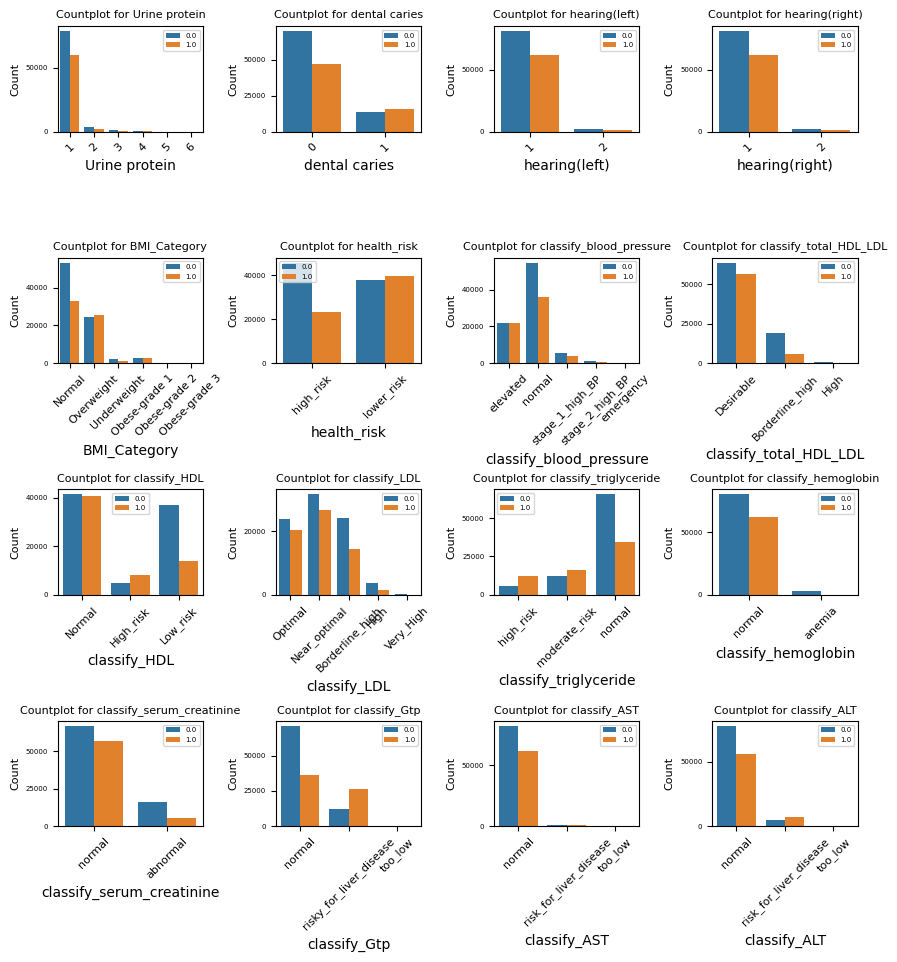 Countplot for Urine protein
Count
50000
0
0.0
1.0
1
2
3
4
5
6
Urine protein
Countplot for dental caries
Count
50000
25000
0
0.0
1.0
0
1
dental caries
Countplot for hearing(left)
Count
50000
0
0.0
1.0
1
2
hearing(left)
Countplot for hearing(right)
Count
50000
0
0.0
1.0
1
2
hearing(right)
Countplot for BMI_Category
Count
40000
20000
0
0.0
1.0
Normal
Overweight
Underweight
Obese-grade 1
Obese-grade 2
Obese-grade 3
BMI_Category
Countplot for health_risk
Count
40000
20000
0
0.0
1.0
high_risk
lower_risk
health_risk
Countplot for classify_blood_pressure
Count
40000
20000
0
0.0
1.0
elevated
normal
stage_1_high_BP
stage_2_high_BP
emergency
classify_blood_pressure
Countplot for classify_total_HDL_LDL
Count
50000
25000
0
0.0
1.0
Desirable
Borderline_high
High
classify_total_HDL_LDL
Countplot for classify_HDL
Count
40000
20000
0
0.0
1.0
Normal
High_risk
Low_risk
classify_HDL
Countplot for classify_LDL
Count
20000
0
0.0
1.0
Optimal
Near_optimal
Borderline_high
High
Very_High
classify_LDL
Countplot for classify_triglyceride
Count
50000
25000
0
0.0
1.0
high_risk
moderate_risk
normal
classify_triglyceride
Countplot for classify_hemoglobin
Count
50000
0
0.0
1.0
normal
anemia
classify_hemoglobin
Countplot for classify_serum_creatinine
Count
50000
25000
0
0.0
1.0
normal
abnormal
classify_serum_creatinine
Countplot for classify_Gtp
Count
50000
25000
0
0.0
1.0
normal
risky_for_liver_disease
too_low
classify_Gtp
Countplot for classify_AST
Count
50000
0
0.0
1.0
normal
risk_for_liver_disease
too_low
classify_AST
Countplot for classify_ALT
Count
75000
50000
25000
0
0.0
1.0
normal
risk_for_liver_disease
too_low
classify_ALT